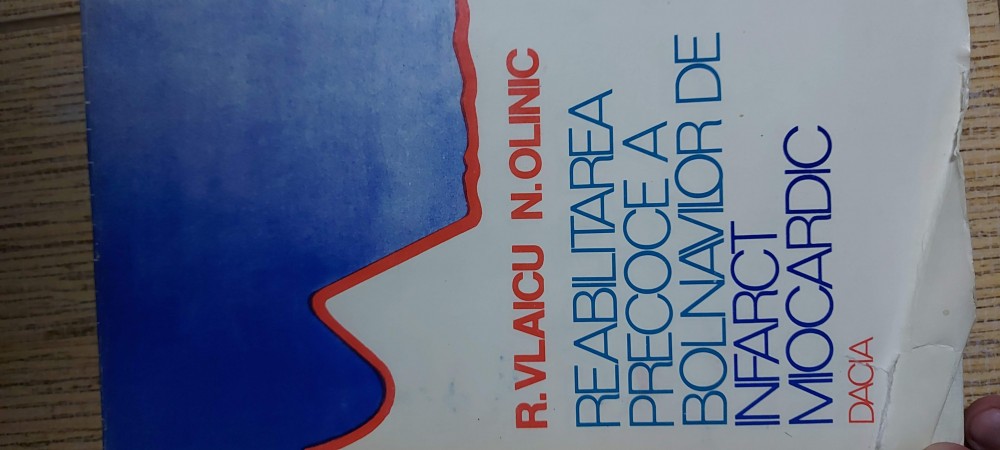 R. VLAICU N. OLINIC
REABILITAREA
PRECOCE A
BOLNAVILOR DE
INFARCT
MIOCARDIC
DACIA